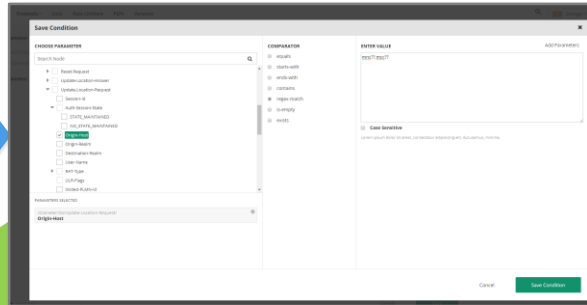 Save Condition
CHOOSE PARAMETER
Search Node
Reset-Request
Update-Location-Answer
Update-Location-Request
Session-Id
Auth-Session-State
STATE_MAINTAINED
NO_STATE_MAINTAINED
Origin-Host
Origin-Realm
Destination-Realm
User-Name
RAT-Type
ULR-Flags
Visited-PLMN-Id
PARAMETERS SELECTED
Origin-Host
COMPARATOR
equals
starts-with
ends-with
contains
regex-match
is-empty
exists
ENTER VALUE
Add Parameters
Case Sensitive
Cancel
Save Condition